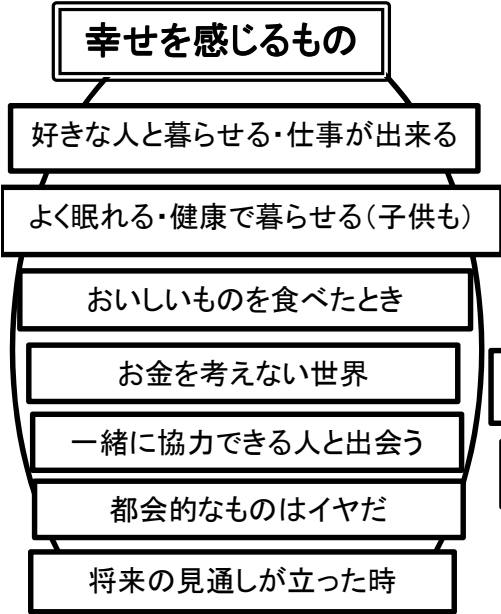 幸せを感じるもの
好きな人と暮らせる・仕事が出来る
よく眠れる・健康で暮らせる（子供も）
おいしいものを食べたとき
お金を考えない世界
一緒に協力できる人と出会う
都会的なものはイヤだ
将来の見通しが立った時